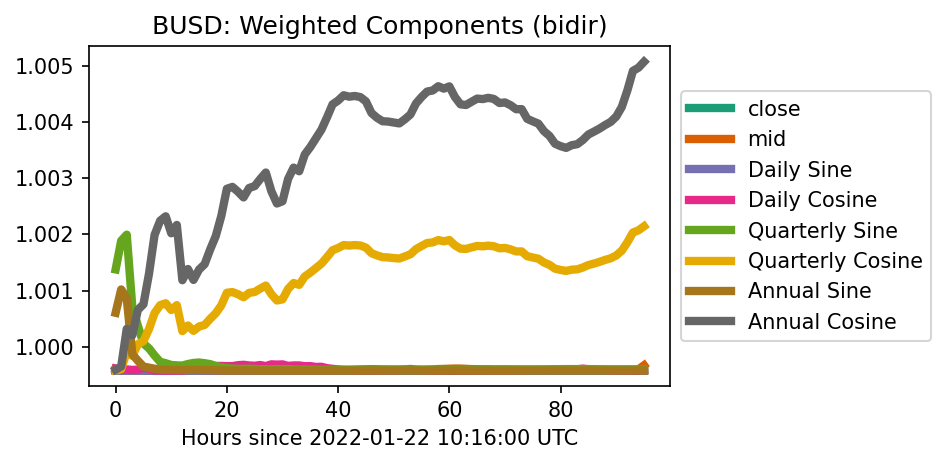 BUSD: Weighted Components (bidir)
1.005
1.004
1.003
1.002
1.001
1.000
0 20 40 60 80
Hours since 2022-01-22 10:16:00 UTC
close
mid
Daily Sine
Daily Cosine
Quarterly Sine
Quarterly Cosine
Annual Sine
Annual Cosine